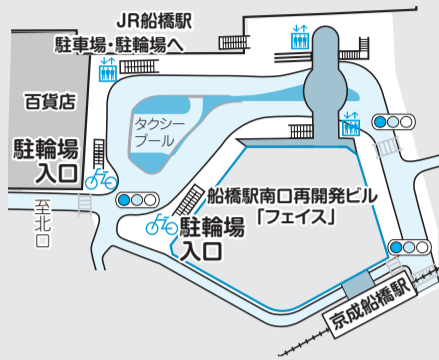 JR船橋駅
駐車場・駐輪場へ
百貨店
タクシー
プール
駐輪場
入口
至北口
船橋駅南口再開発ビル
「フェイス」
駐輪場
入口
京成船橋駅